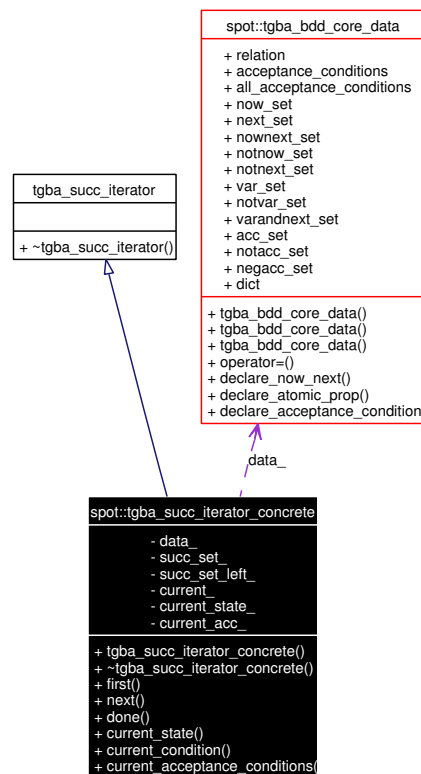 spot::tgba_bdd_core_data
+ relation
+ acceptance_conditions
+ all_acceptance_conditions
+ now_set
+ next_set
+ nownext_set
+ notnow_set
+ notnext_set
+ var_set
+ notvar_set
+ varandnext_set
+ acc_set
+ notacc_set
+ negacc_set
+ dict
+ tgba_bdd_core_data()
+ tgba_bdd_core_data()
+ tgba_bdd_core_data()
+ operator=()
+ declare_now_next()
+ declare_atomic_prop()
+ declare_acceptance_condition
tgba_succ_iterator
+ ~tgba_succ_iterator()
data_
spot::tgba_succ_iterator_concrete
- data_
- succ_set_
- succ_set_left_
- current_
- current_state_
- current_acc_
+ tgba_succ_iterator_concrete()
+ ~tgba_succ_iterator_concrete()
+ first()
+ next()
+ done()
+ current_state()
+ current_condition()
+ current_acceptance_conditions(